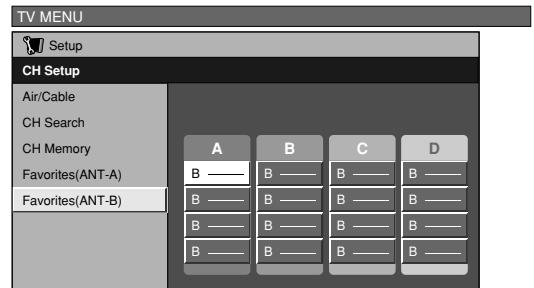 TV MENU
Setup
CH Setup
Air/Cable
CH Search
CH Memory
Favorites(ANT-A)
Favorites(ANT-B)
A B C D
B —— B —— B —— B ——
B —— B —— B —— B ——
B —— B —— B —— B ——
B —— B —— B —— B ——